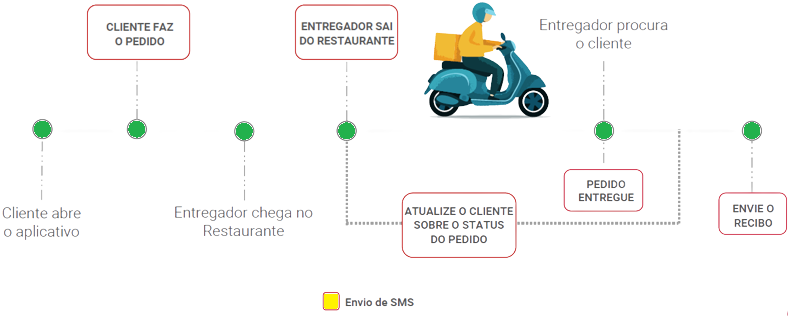 CLIENTE FAZ
O PEDIDO
ENTREGADOR SAI
DO RESTAURANTE
Entregador procura
o cliente
Cliente abre
o aplicativo
Entregador chega no
Restaurante
ATUALIZE O CLIENTE
SOBRE O STATUS
DO PEDIDO
PEDIDO
ENTREGUE
ENVIE O
RECIBO
Envio de SMS